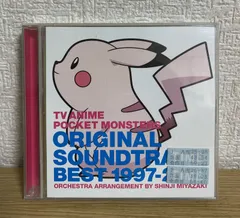 TV ANIME
POCKET MONSTERS
ORIGINAL
SOUNDTRA
BEST 1997-2
ORCHESTRA ARRANGEMENT BY SHINJI MIYAZAKI